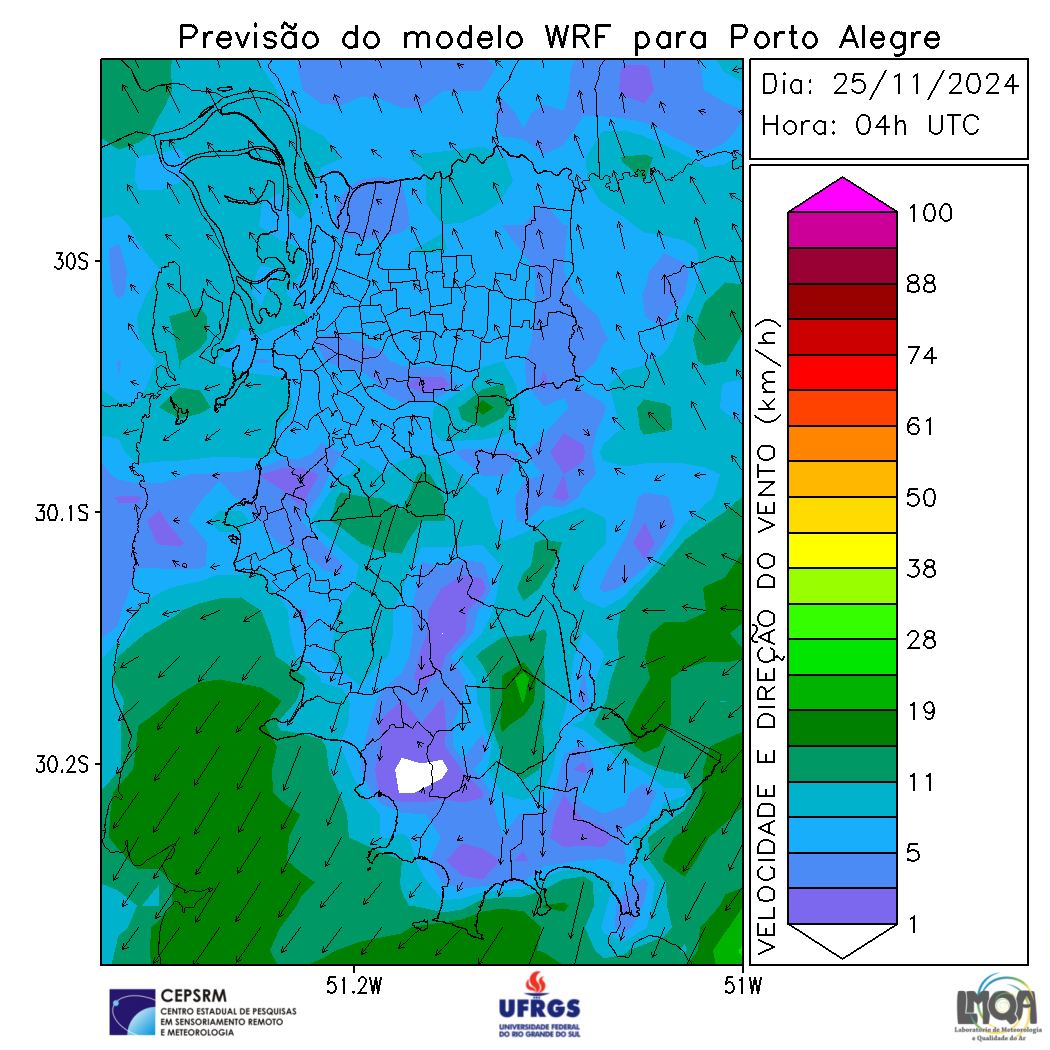 Previsão do modelo WRF para Porto Alegre
Dia: 25/11/2024
Hora: 04h UTC
30S
30.1S
30.2S
51.2W
51W
VELOCIDADE E DIREÇÃO DO VENTO (km/h)
100
88
74
61
50
38
28
19
11
5
1
CEPSRM
CENTRO ESTADUAL DE PESQUISAS
EM SENSORIAMENTO REMOTO
E METEOROLOGIA
UFRGS
UNIVERSIDADE FEDERAL
DO RIO GRANDE DO SUL
LMQA
Laboratório de Meteorologia
e Qualidade do Ar